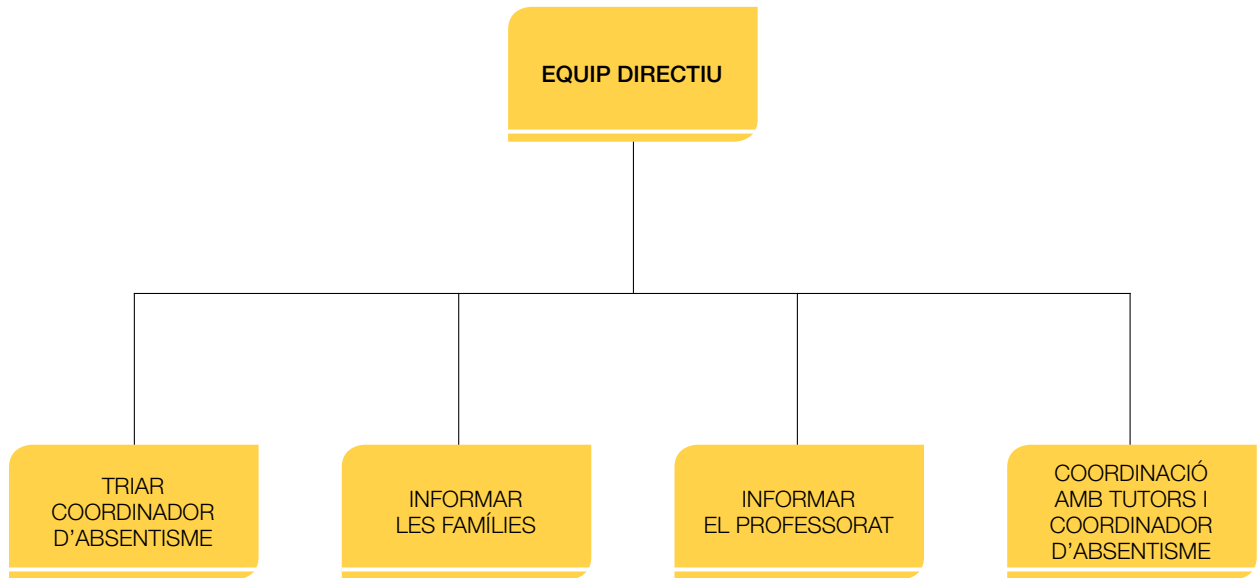 EQUIP DIRECTIU
TRIAR
COORDINADOR
D'ABSENTISME
INFORMAR
LES FAMÍLIES
INFORMAR
EL PROFESSORAT
COORDINACIÓ
AMB TUTORS I
COORDINADOR
D'ABSENTISME